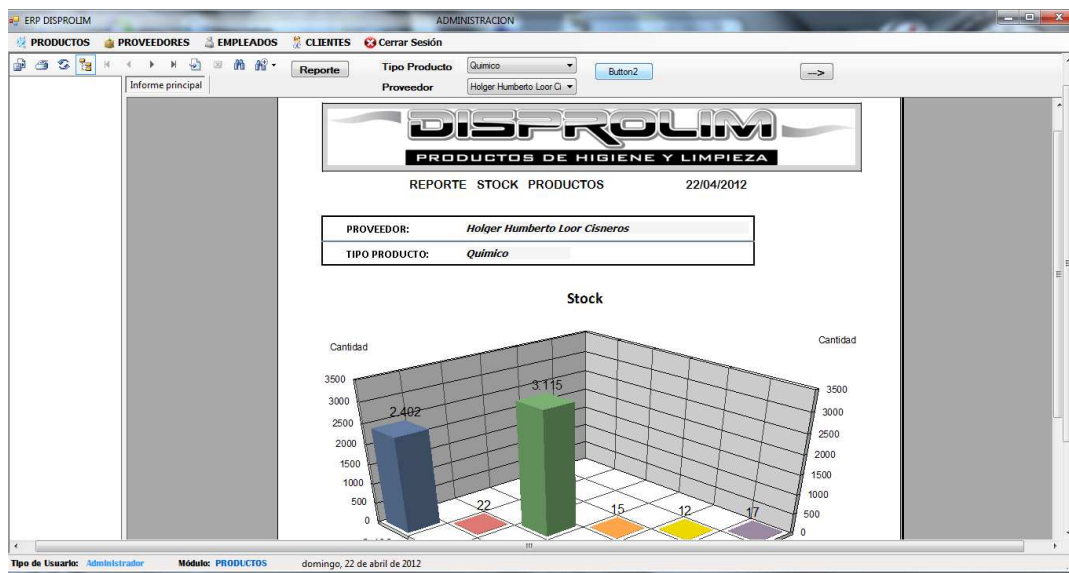 ERP DISPROLIM
ADMINISTRACION
PRODUCTOS PROVEEDORES EMPLEADOS CLIENTES Cerrar Sesión
Reporte Tipo Producto Quimico Button2 --->
Informe principal Proveedor Holger Humberto Loor Ci
DISPROLIM
PRODUCTOS DE HIGIENE Y LIMPIEZA
REPORTE STOCK PRODUCTOS 22/04/2012
PROVEEDOR: Holger Humberto Loor Cisneros
TIPO PRODUCTO: Quimico
Stock
Cantidad Cantidad
3500 3.115 3500
3000 2.402 3000
2500 2500
2000 2000
1500 1500
1000 1000
500 22 15 12 17 500
0 0
Tipo de Usuario: Administrador Módulo: PRODUCTOS domingo, 22 de abril de 2012